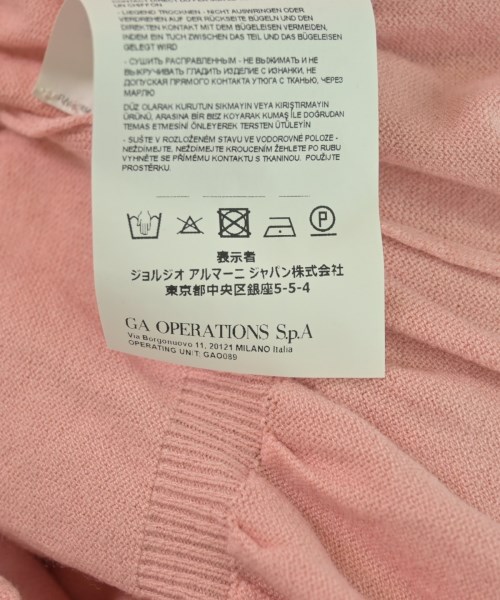 - LIEGEND TROCKNEN - NICHT AUSWRINGEN ODER
VERDREHEN AUF DER RÜCKSEITE BÜGELN UND DEN
DIREKTEN KONTAKT MIT DEM BÜGELEISEN VERMEIDEN,
INDEM EIN TUCH ZWISCHEN DAS TEIL UND DAS BÜGELEISEN
GELEGT WIRD
- СУШИТЬ РАСПРАВЛЕННЫМ - НЕ ВЫЖИМАТЬ И НЕ
ВЫКРУЧИВАТЬ ГЛАДИТЬ ИЗДЕЛИЕ С ИЗНАНКИ, НЕ
ДОПУСКАЯ ПРЯМОГО КОНТАКТА УТЮГА С ТКАНЬЮ, ЧЕРЕЗ
МАРЛЮ
DÜZ OLARAK KURUTUN SIKMAYIN VEYA KIRIŞTIRMAYIN
ÜRÜNÜ, ARASINA BİR BEZ KOYARAK KUMAŞ İLE DOĞRUDAN
TEMAS ETMESİNİ ÖNLEYEREK TERSTEN ÜTÜLEYİN
- SUŠTE V ROZLOŽENÉM STAVU VE VODOROVNÉ POLOZE -
NEŽDÍMEJTE, NEŽDÍMEJTE KROUCENÍM ŽEHLETE PO RUBU
VYHNĚTE SE PŘÍMÉMU KONTAKTU S TKANINOU. POUŽIJTE
PROSTĚRKU.
P
表示者
ジョルジオ アルマーニ ジャパン株式会社
東京都中央区銀座5-5-4
GA OPERATIONS S.p.A
Via Borgonuovo 11, 20121 MILANO Italia
OPERATING UNIT: GAO089